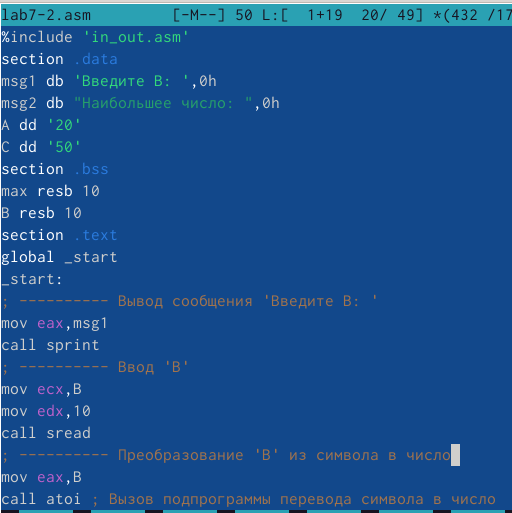 lab7-2.asm [-M--] 50 L:[ 1+19 20/ 49] *(432 /17
%include 'in_out.asm'
section .data
msg1 db 'Введите B: ',0h
msg2 db "Наибольшее число: ",0h
A dd '20'
C dd '50'
section .bss
max resb 10
B resb 10
section .text
global _start
_start:
; ---------- Вывод сообщения 'Введите B: '
mov eax,msg1
call sprint
; ---------- Ввод 'B'
mov ecx,B
mov edx,10
call sread
; ---------- Преобразование 'B' из символа в число
mov eax,B
call atoi ; Вызов подпрограммы перевода символа в число